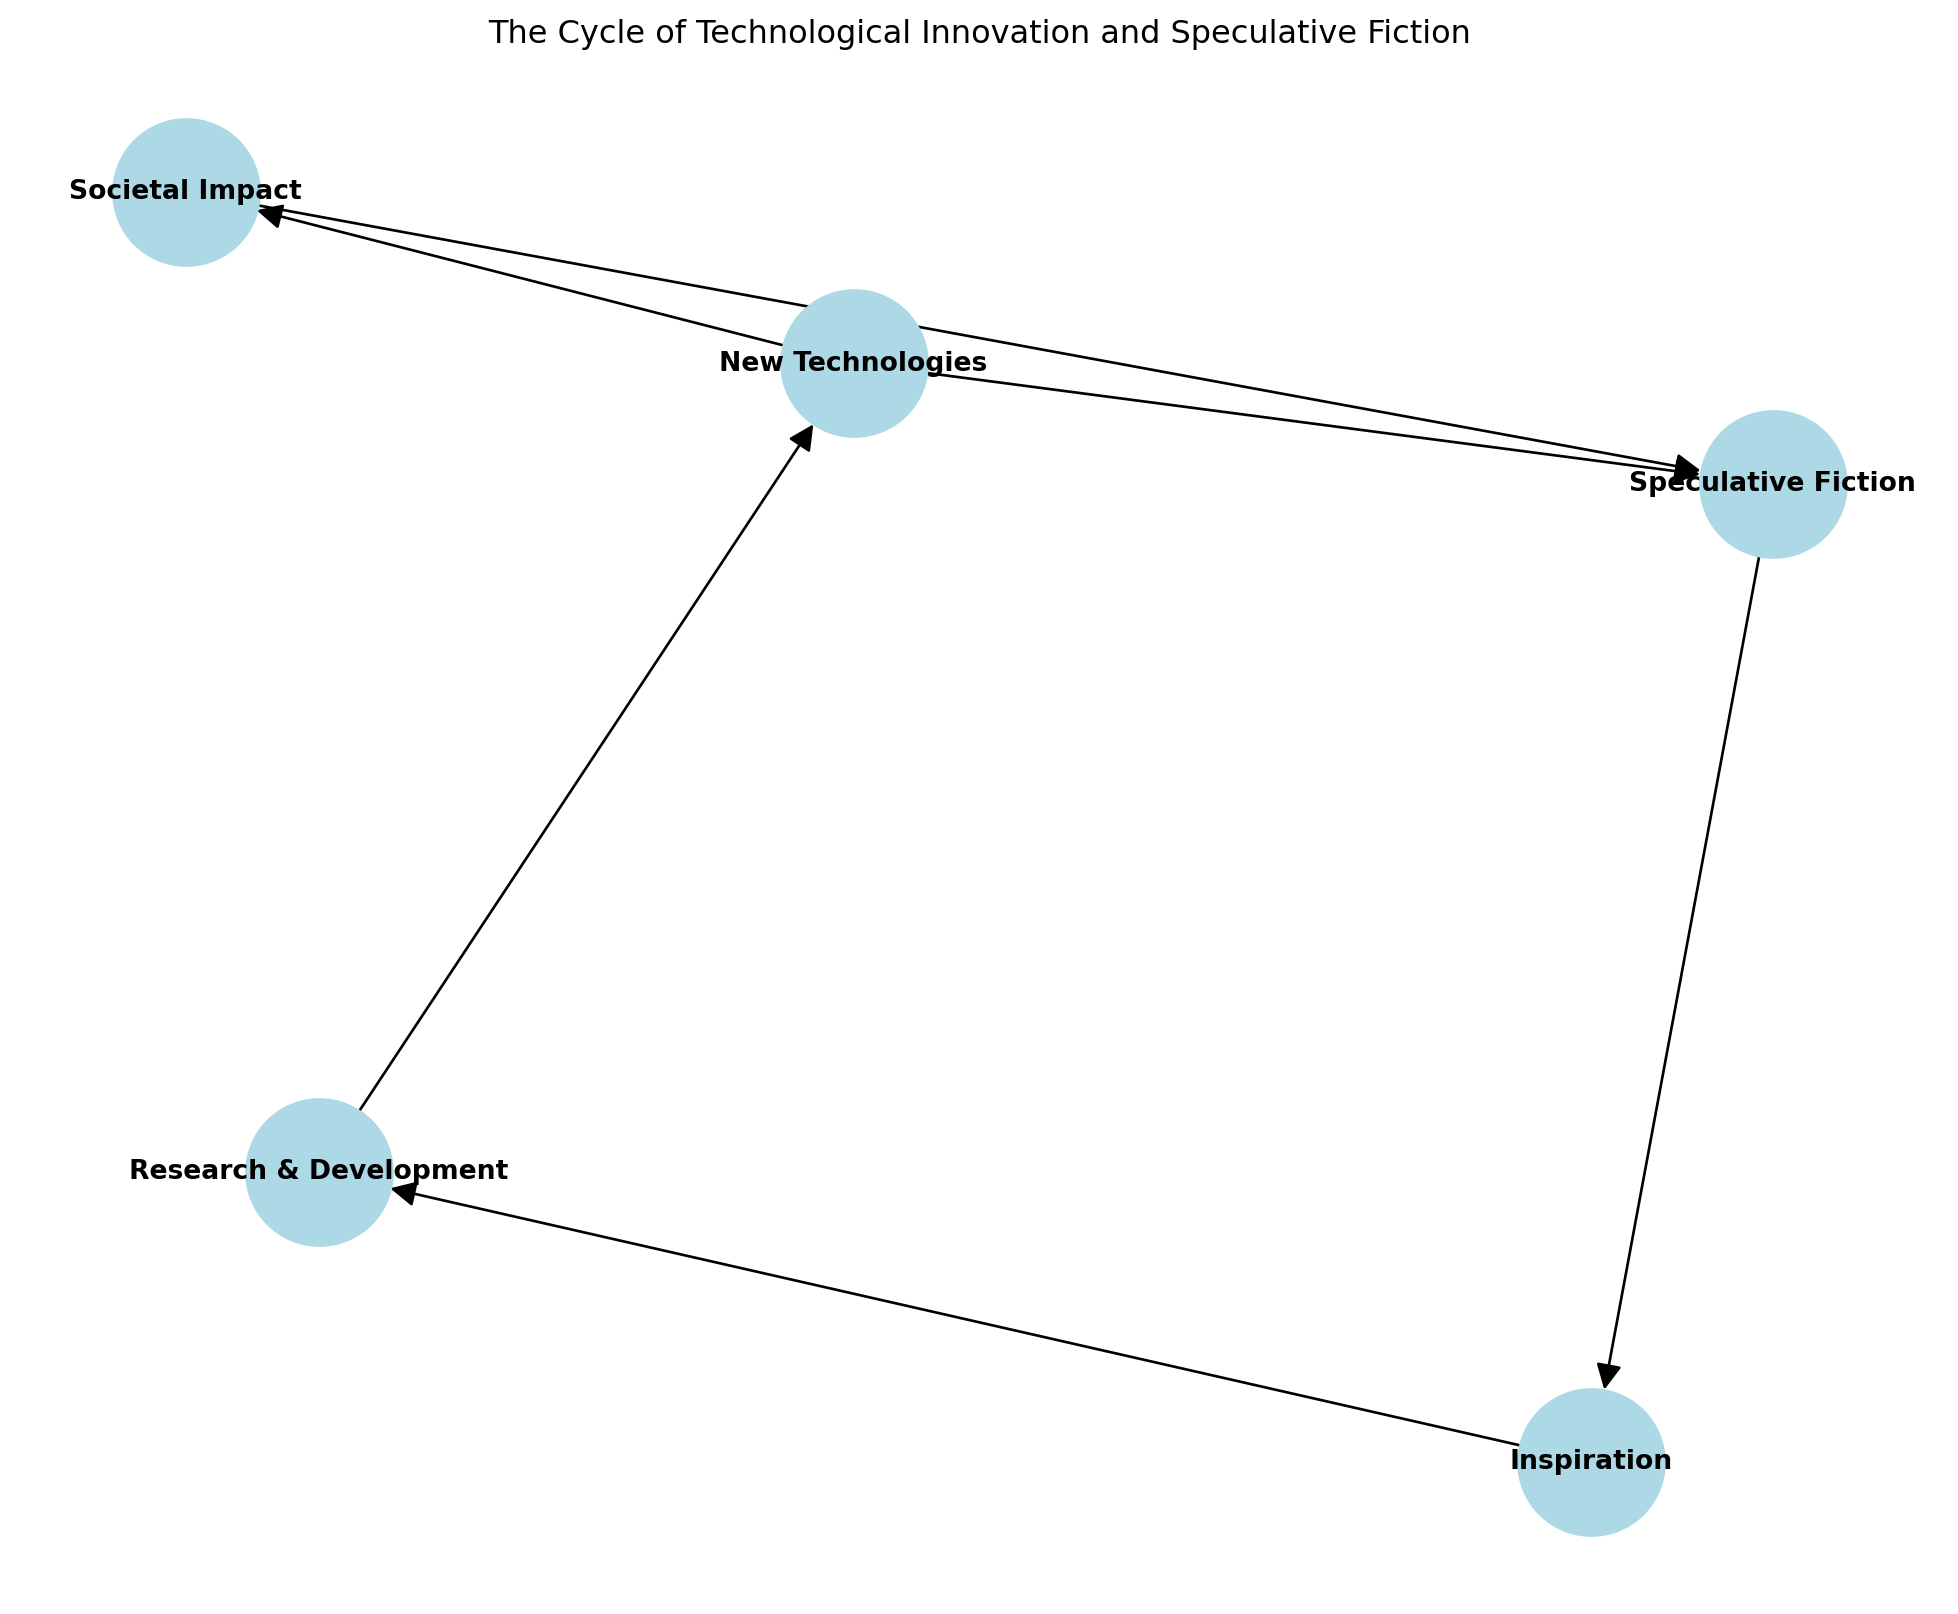 The Cycle of Technological Innovation and Speculative Fiction
Societal Impact
New Technologies
Speculative Fiction
Research & Development
Inspiration